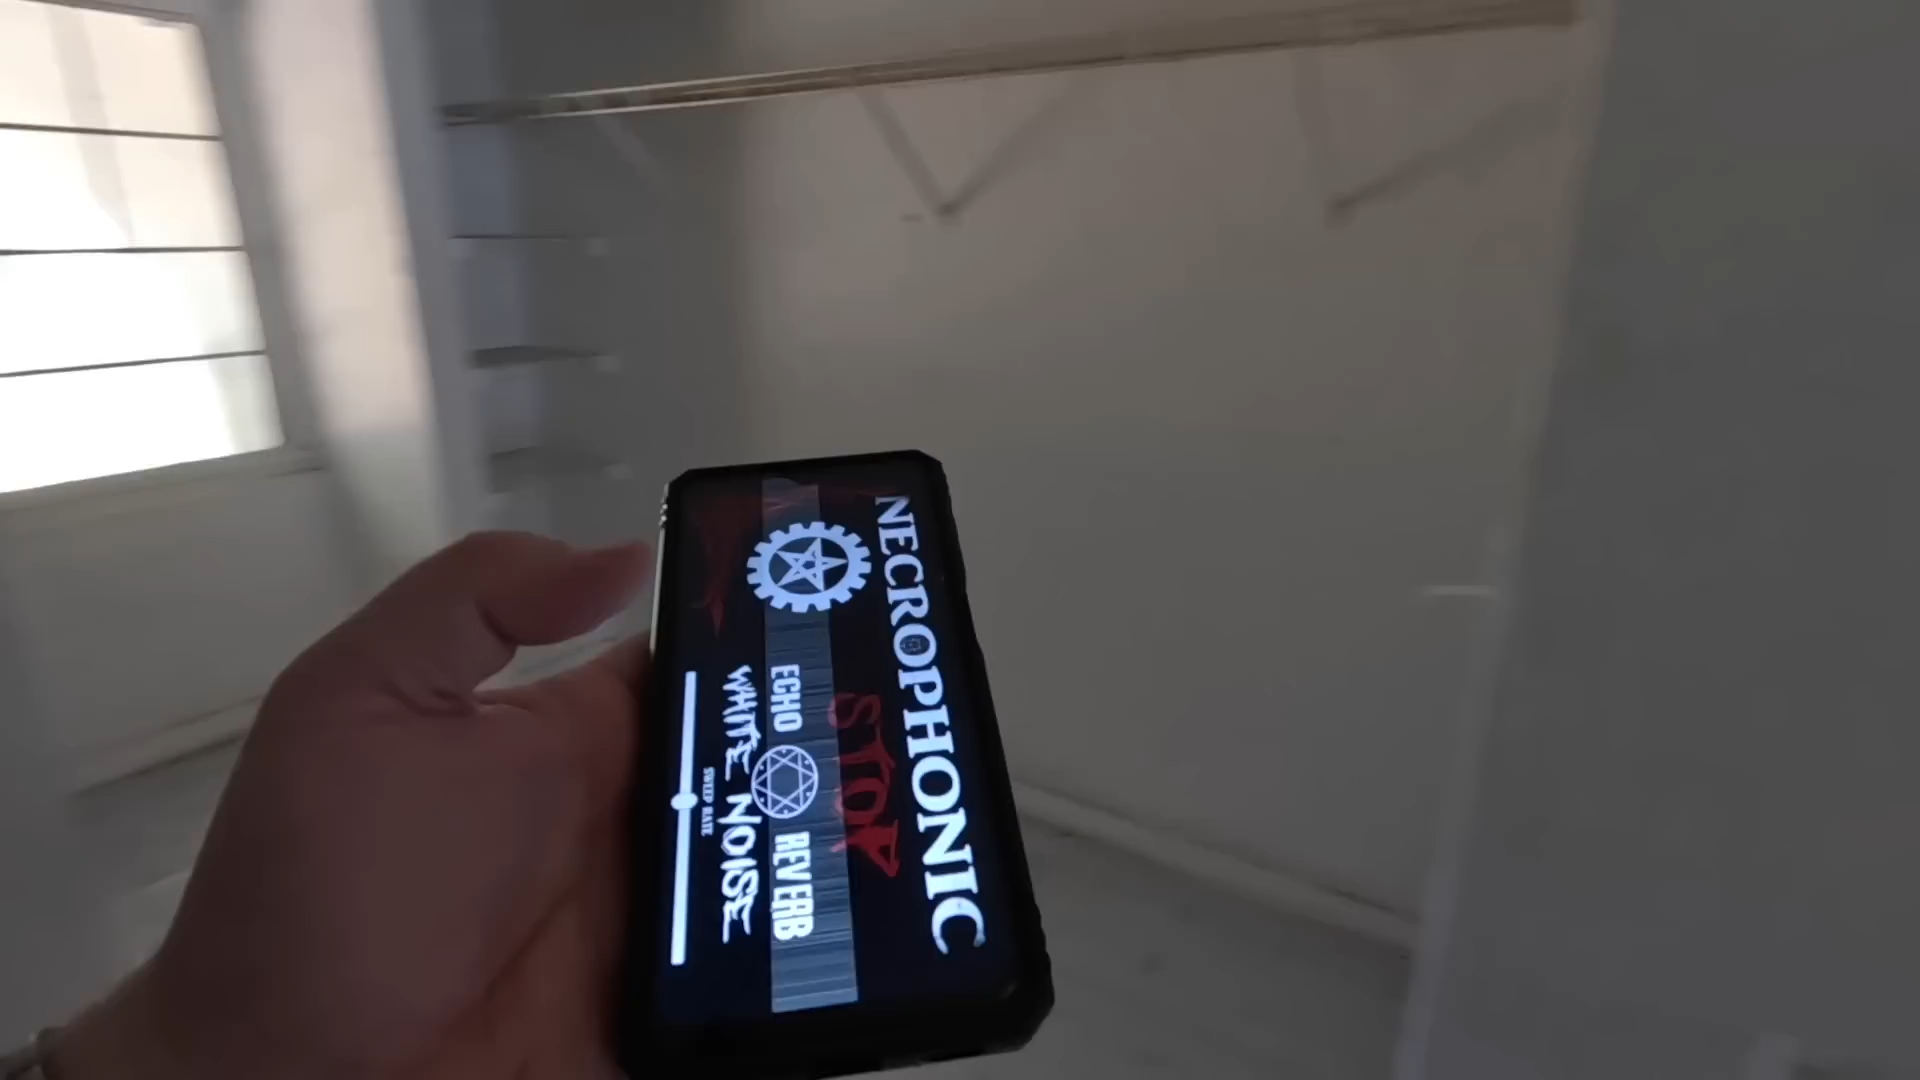 NECROPHONIC
STOP
ECHO
REVERB
WHITE NOISE
SWEEP RATE